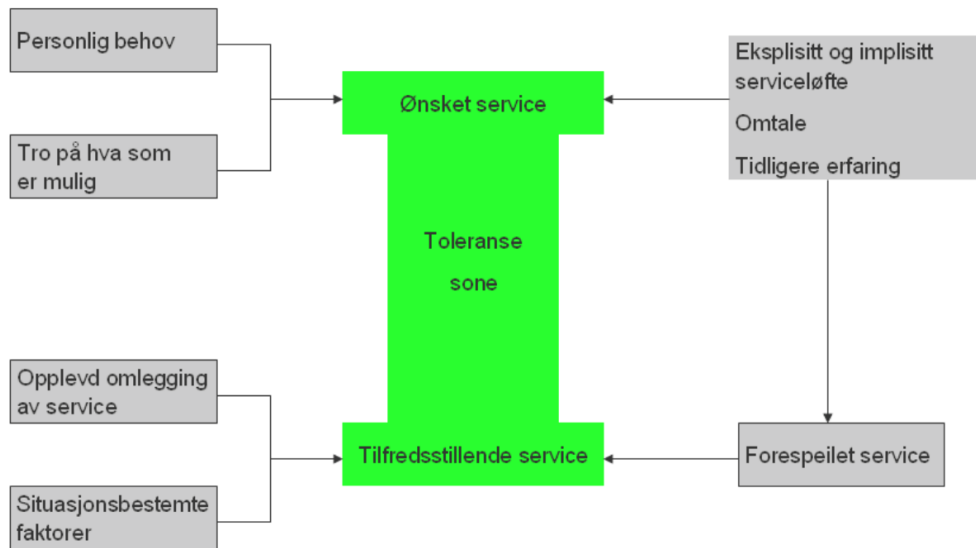 Personlig behov
Tro på hva som
er mulig
Ønsket service
Eksplisitt og implisitt
serviceløfte
Omtale
Tidligere erfaring
Toleranse
sone
Opplevd omlegging
av service
Situasjonsbestemte
faktorer
Tilfredsstillende service
Forespeilet service